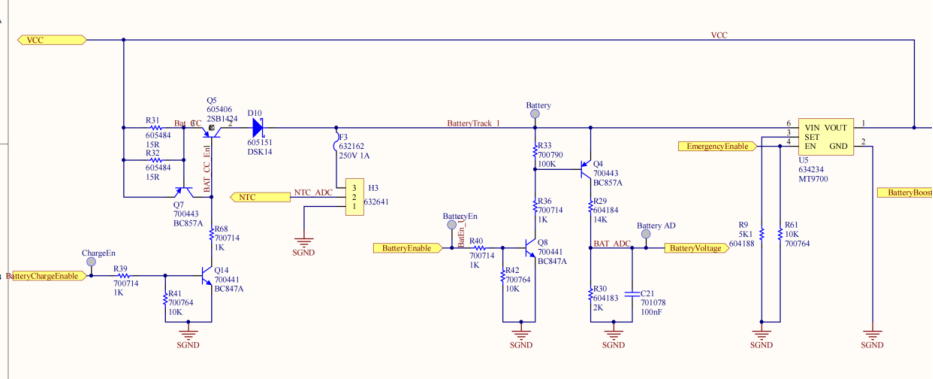 VCC
VCC
Q5
605406
2SB1424
D10
605151
DSK14
R31
605484
15R
Bat_CC
2
R32
605484
15R
BAT_CC_En1
Q7
700443
BC857A
R68
700714
1K
ChargeEn
BatteryChargeEnable
R39
700714
1K
R41
700764
10K
Q14
700441
BC847A
SGND
F3
632162
250V 1A
NTC
NTC_ADC
H3
3
2
1
632641
SGND
BatteryTrack_1
Battery
R33
700790
100K
Q4
700443
BC857A
R36
700714
1K
R29
604184
14K
BatteryEn
BatteryEnable
R40
700714
1K
R42
700764
10K
Q8
700441
BC847A
SGND
BAT_ADC
Battery AD
BatteryVoltage
R30
604183
2K
C21
701078
100nF
SGND
EmergencyEnable
6
3
4
VIN VOUT
SET
EN GND
1
2
U5
634234
MT9700
R9
5K1
604188
R61
10K
700764
SGND
SGND
BatteryBoost